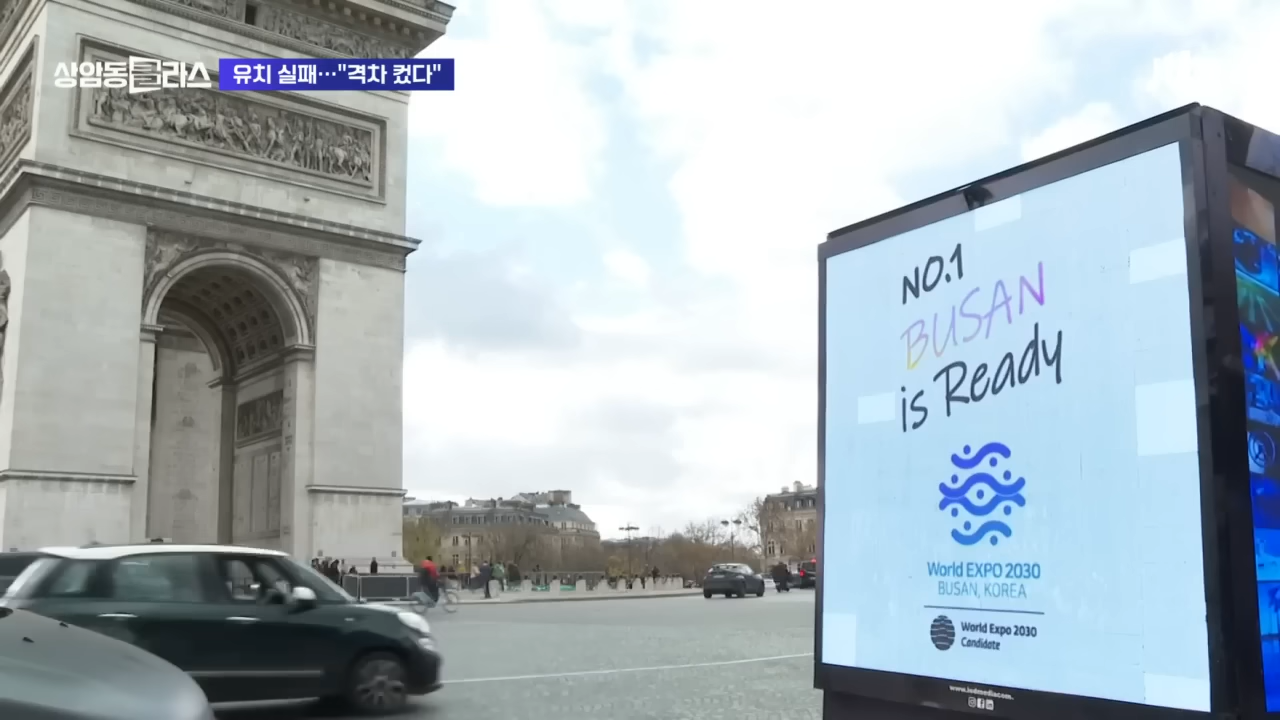 상암동클라스
유치 실패…"격차 컸다"
NO.1
BUSAN
is Ready
World EXPO 2030
BUSAN, KOREA
World Expo 2030
Candidate